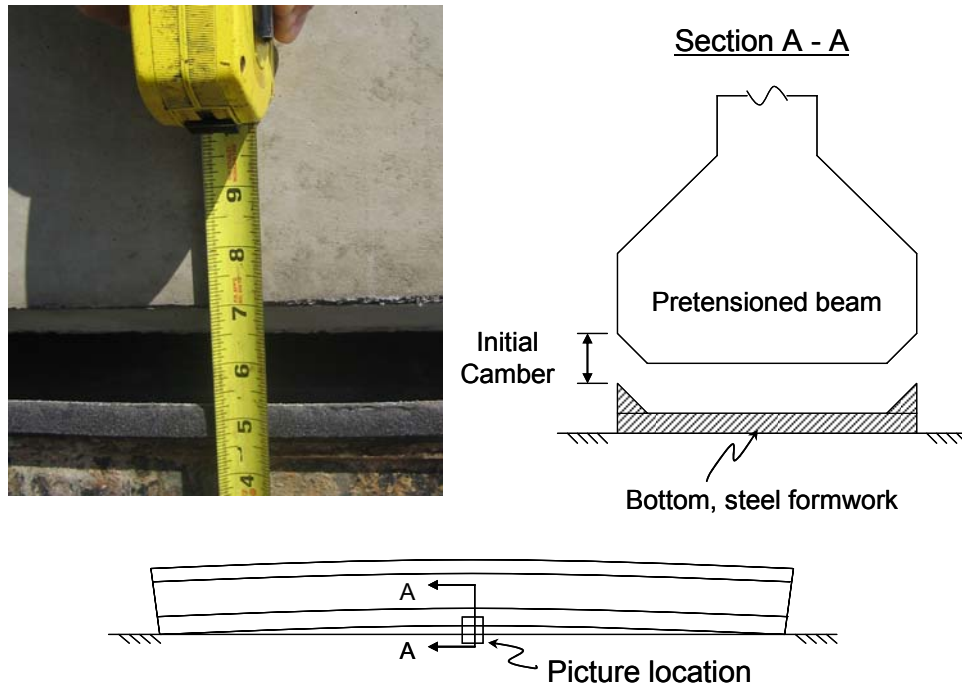 9
8
7
6
5
4
Section A - A
Pretensioned beam
Initial
Camber
Bottom, steel formwork
A
A
Picture location